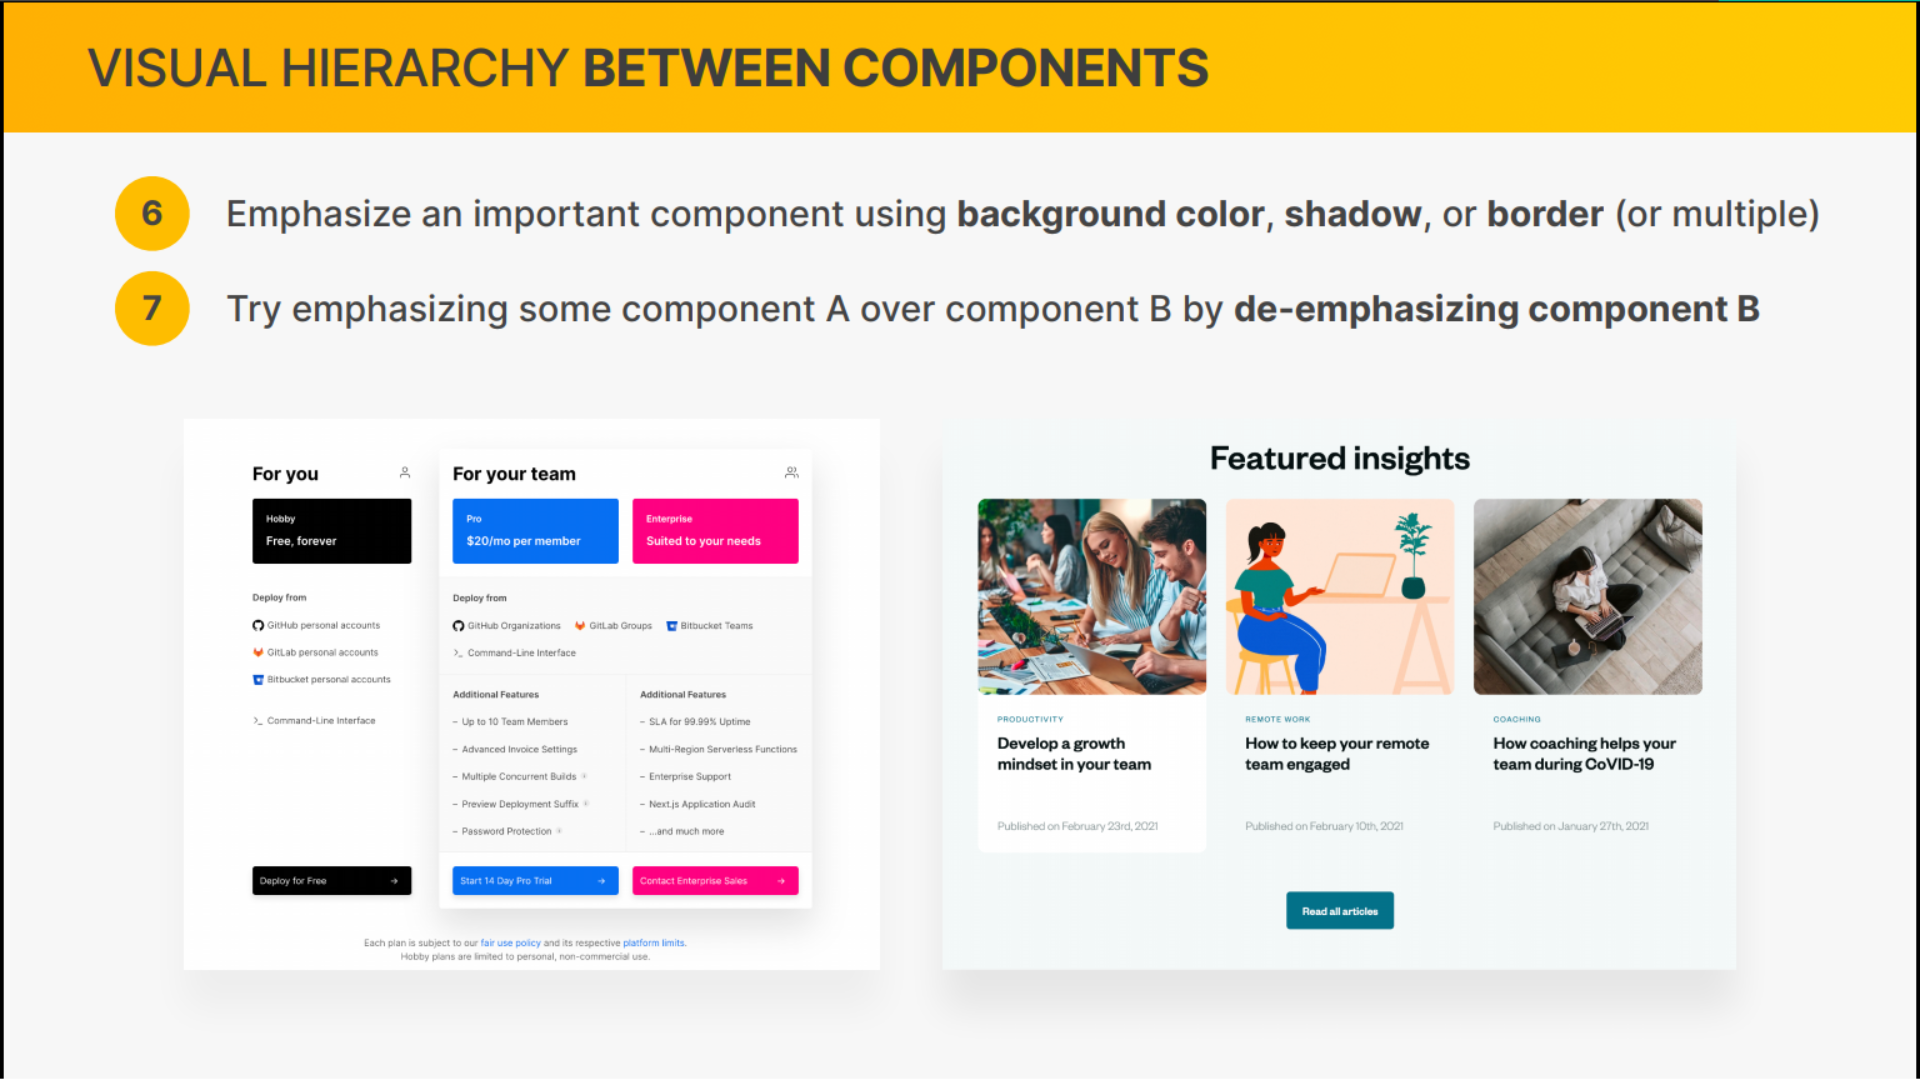 VISUAL HIERARCHY BETWEEN COMPONENTS
6 Emphasize an important component using background color, shadow, or border (or multiple)
7 Try emphasizing some component A over component B by de-emphasizing component B
For you
Hobby
Free, forever
Deploy from
GitHub personal accounts
GitLab personal accounts
Bitbucket personal accounts
>_ Command-Line Interface
Deploy for Free →
For your team
Pro
$20/mo per member
Enterprise
Suited to your needs
Deploy from
GitHub Organizations GitLab Groups Bitbucket Teams
>_ Command-Line Interface
Additional Features
– Up to 10 Team Members
– Advanced Invoice Settings
– Multiple Concurrent Builds
– Preview Deployment Suffix
– Password Protection
Start 14 Day Pro Trial →
Additional Features
– SLA for 99.99% Uptime
– Multi-Region Serverless Functions
– Enterprise Support
– Next.js Application Audit
– ...and much more
Contact Enterprise Sales →
Each plan is subject to our fair use policy and its respective platform limits.
Hobby plans are limited to personal, non-commercial use.
Featured insights
PRODUCTIVITY
Develop a growth
mindset in your team
Published on February 23rd, 2021
REMOTE WORK
How to keep your remote
team engaged
Published on February 10th, 2021
COACHING
How coaching helps your
team during CoVID-19
Published on January 27th, 2021
Read all articles